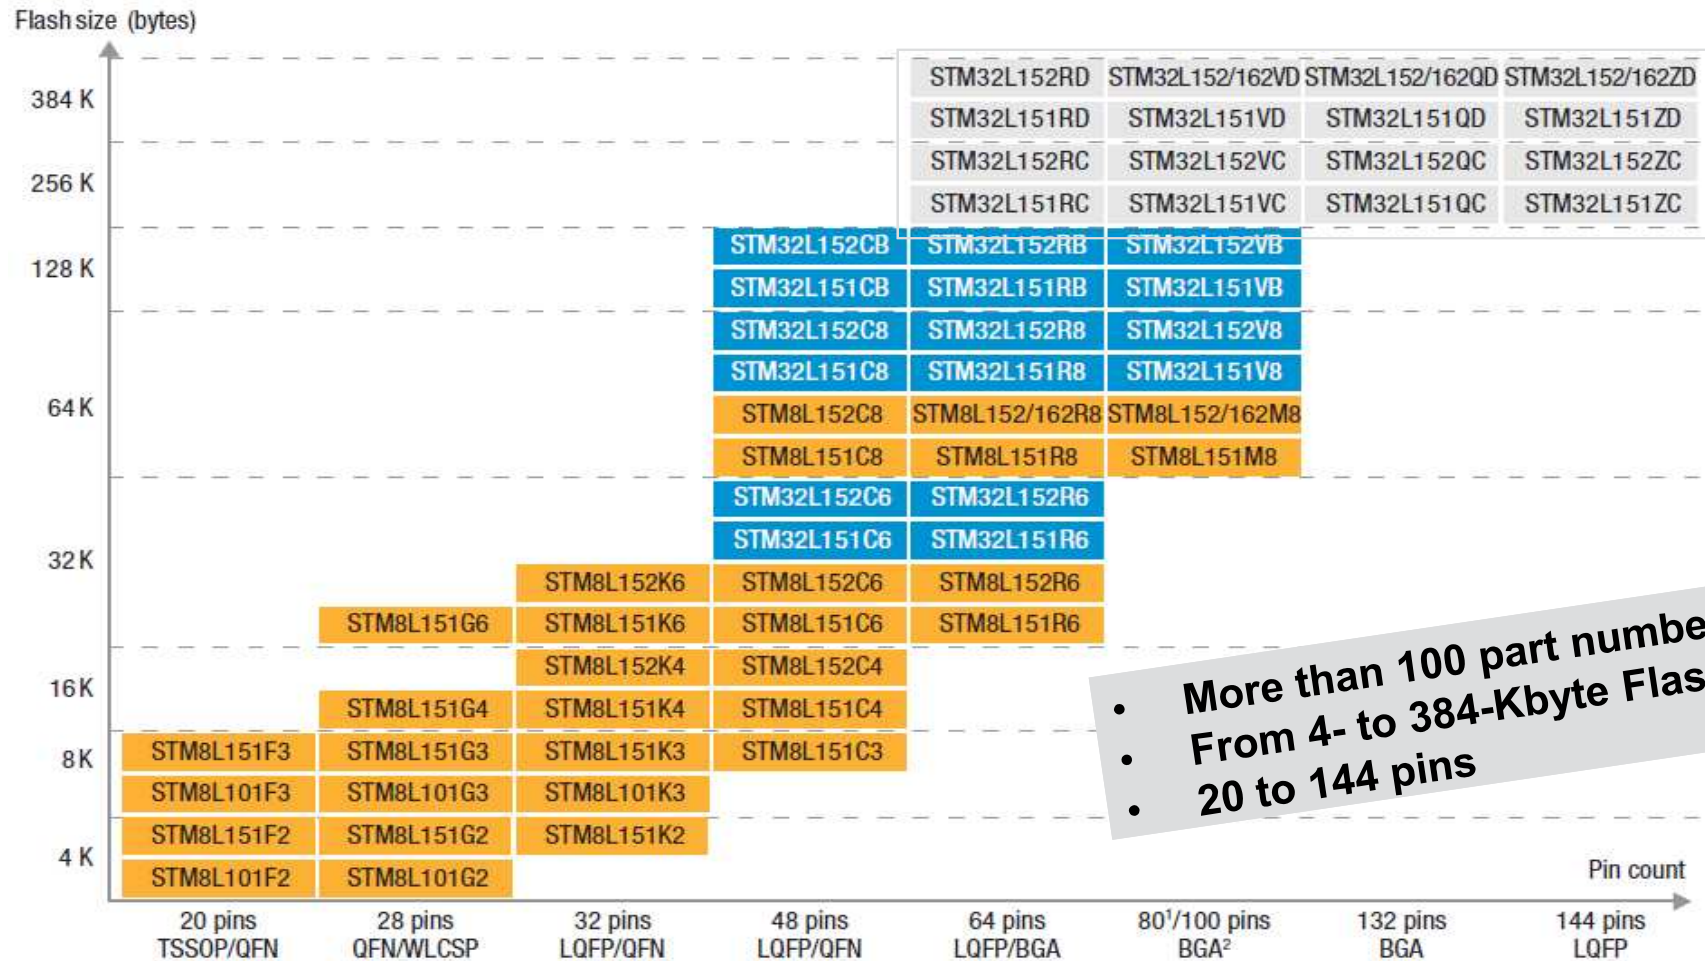 Flash size (bytes)
384 K
STM32L152RD STM32L152/162VD STM32L152/162QD STM32L152/162ZD
STM32L151RD STM32L151VD STM32L151QD STM32L151ZD
256 K
STM32L152RC STM32L152VC STM32L152QC STM32L152ZC
STM32L151RC STM32L151VC STM32L151QC STM32L151ZC
128 K
STM32L152CB STM32L152RB STM32L152VB
STM32L151CB STM32L151RB STM32L151VB
STM32L152C8 STM32L152R8 STM32L152V8
STM32L151C8 STM32L151R8 STM32L151V8
64 K
STM8L152C8 STM8L152/162R8 STM8L152/162M8
STM8L151C8 STM8L151R8 STM8L151M8
STM32L152C6 STM32L152R6
STM32L151C6 STM32L151R6
32 K
STM8L152K6 STM8L152C6 STM8L152R6
STM8L151G6 STM8L151K6 STM8L151C6 STM8L151R6
16 K
STM8L152K4 STM8L152C4
STM8L151G4 STM8L151K4 STM8L151C4
8 K
STM8L151F3 STM8L151G3 STM8L151K3 STM8L151C3
STM8L101F3 STM8L101G3 STM8L101K3
4 K
STM8L151F2 STM8L151G2 STM8L151K2
STM8L101F2 STM8L101G2
• More than 100 part numbe
• From 4- to 384-Kbyte Flas
• 20 to 144 pins
Pin count
20 pins 28 pins 32 pins 48 pins 64 pins 80¹/100 pins 132 pins 144 pins
TSSOP/QFN QFN/WLCSP LQFP/QFN LQFP/QFN LQFP/BGA BGA² BGA LQFP